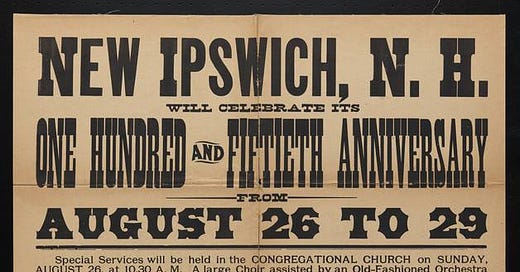 NEW IPSWICH, N. H.
WILL CELEBRATE ITS
ONE HUNDRED AND FIFTIETH ANNIVERSARY
FROM
AUGUST 26 TO 29
Special Services will be held in the CONGREGATIONAL CHURCH on SUNDAY,
AUGUST 26, at 10.30 A. M. A large Choir assisted by an Old-Fashioned Orchestra